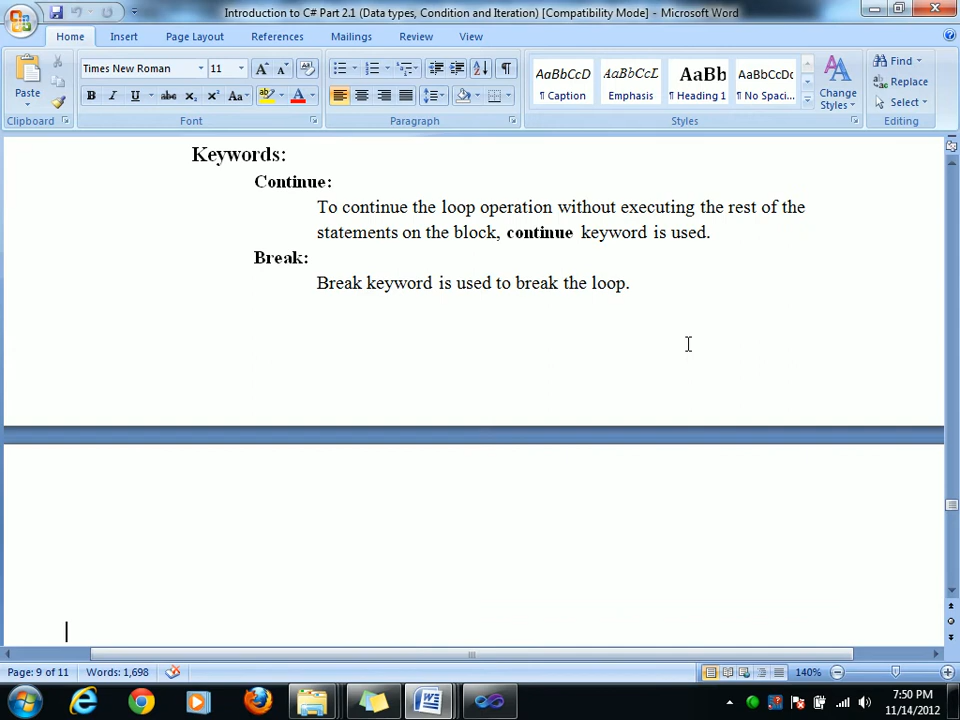 Introduction to C# Part 2.1 (Data types, Condition and Iteration) [Compatibility Mode] - Microsoft Word
Home Insert Page Layout References Mailings Review View
Paste
Clipboard
Times New Roman 11
Font
Paragraph
AaBbCcD AaBbCcL AaBb AaBbCcDc
Caption Emphasis ¶ Heading 1 ¶ No Spaci...
Change Styles
Styles
Find
Replace
Select
Editing
Keywords:
Continue:
To continue the loop operation without executing the rest of the
statements on the block, continue keyword is used.
Break:
Break keyword is used to break the loop.
Page: 9 of 11 Words: 1,698 140%
7:50 PM
11/14/2012